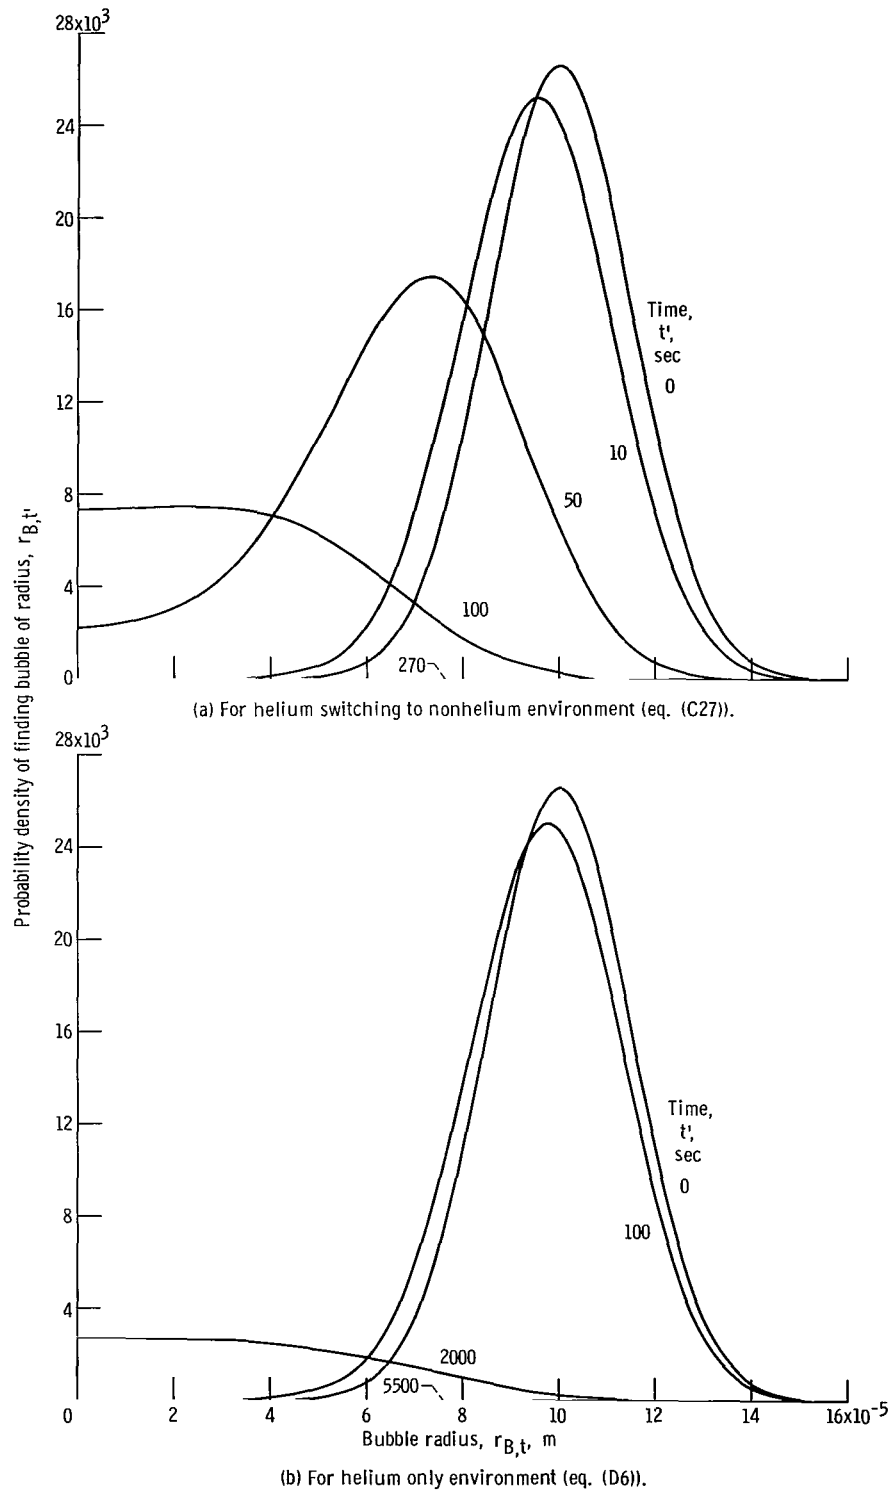 28x10³
24
20
16
12
8
4
0
Time,
t',
sec
0
10
50
100
270
(a) For helium switching to nonhelium environment (eq. (C27)).
Probability density of finding bubble of radius, r_B,t'
28x10³
24
20
16
12
8
4
Time,
t',
sec
0
100
2000
5500
0 2 4 6 8 10 12 14 16x10⁻⁵
Bubble radius, r_B,t', m
(b) For helium only environment (eq. (D6)).